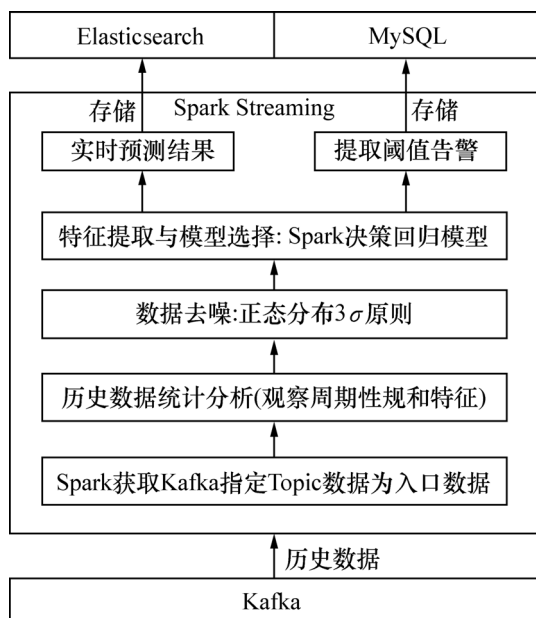 Elasticsearch
MySQL
存储
Spark Streaming
存储
实时预测结果
提取阈值告警
特征提取与模型选择: Spark决策回归模型
数据去噪:正态分布3σ原则
历史数据统计分析(观察周期性规和特征)
Spark获取Kafka指定Topic数据为入口数据
历史数据
Kafka